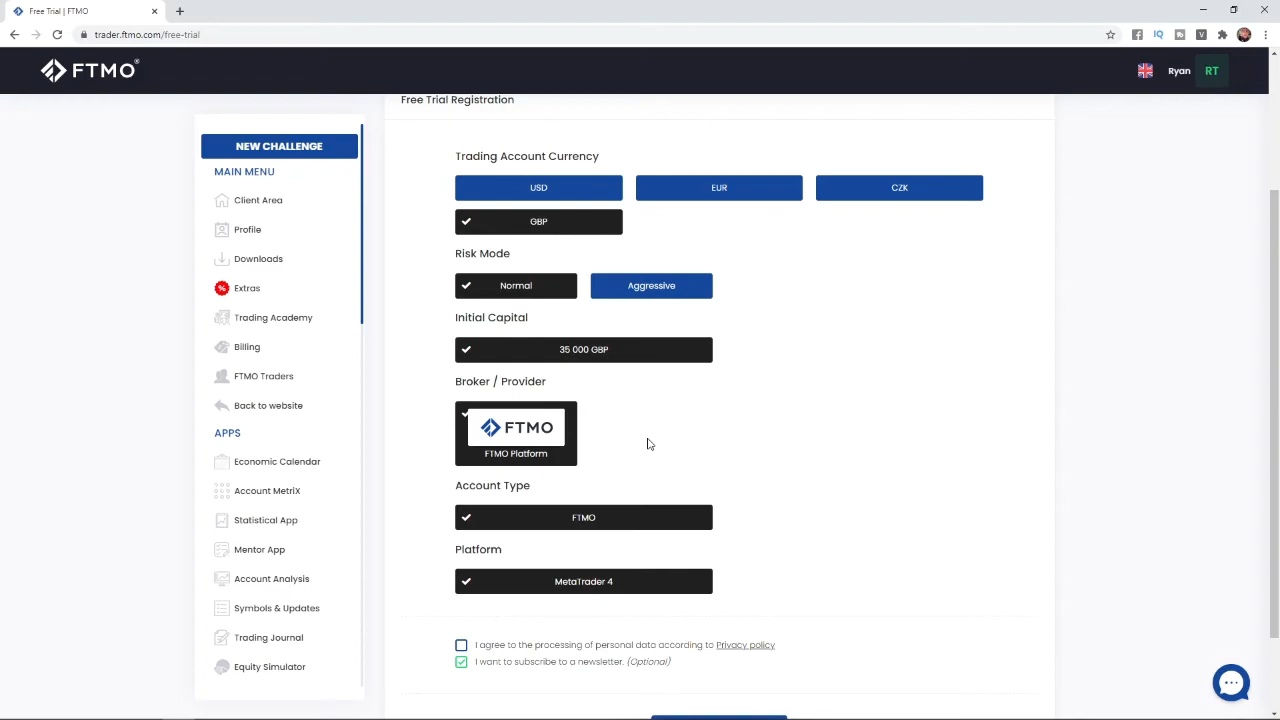 Free Trial | FTMO
trader.ftmo.com/free-trial
FTMO®
Ryan RT
Free Trial Registration
NEW CHALLENGE
MAIN MENU
Client Area
Profile
Downloads
% Extras
Trading Academy
Billing
FTMO Traders
Back to website
APPS
Economic Calendar
Account MetriX
Statistical App
Mentor App
Account Analysis
Symbols & Updates
Trading Journal
Equity Simulator
Trading Account Currency
USD EUR CZK
GBP
Risk Mode
Normal Aggressive
Initial Capital
35 000 GBP
Broker / Provider
FTMO
FTMO Platform
Account Type
FTMO
Platform
MetaTrader 4
I agree to the processing of personal data according to Privacy policy
I want to subscribe to a newsletter. (Optional)